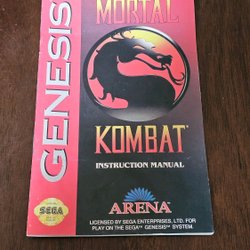 GENESIS
MORTAL
KOMBAT
INSTRUCTION MANUAL
SEGA
ARENA
LICENSED BY SEGA ENTERPRISES, LTD. FOR
PLAY ON THE SEGA™ GENESIS™ SYSTEM.